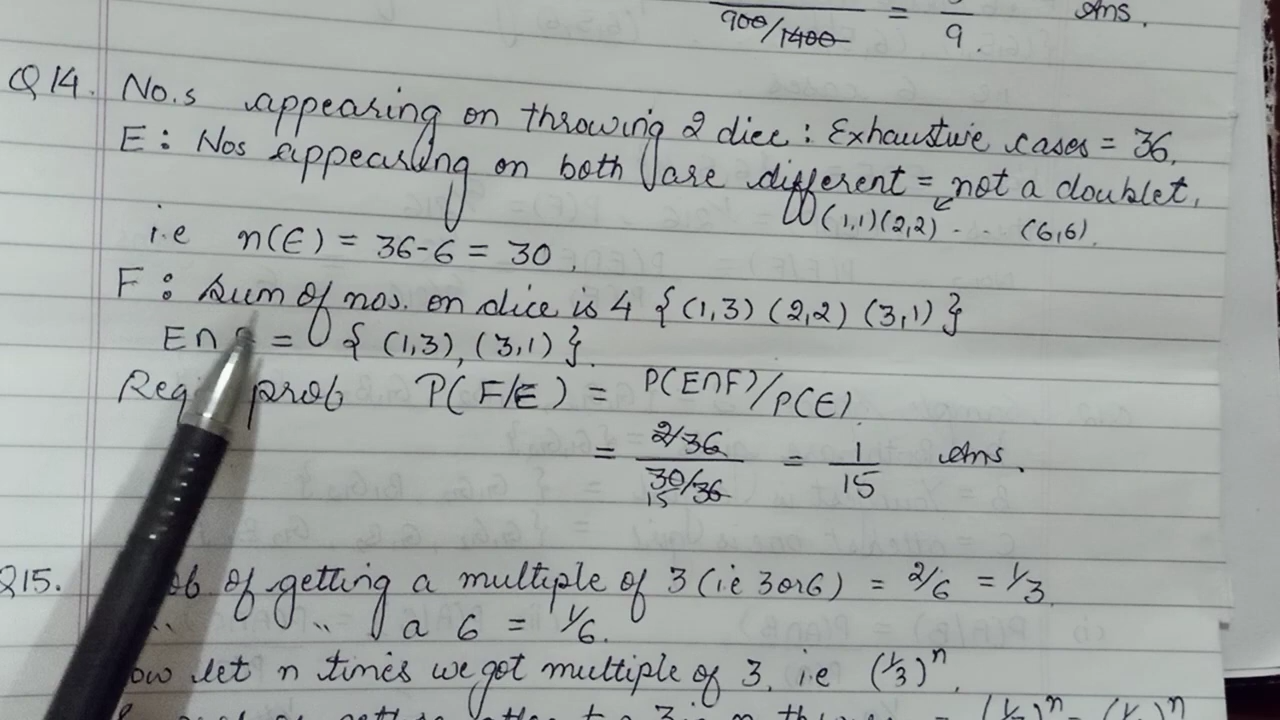 900/1400 = 9 Ans.
Q14. No.s appearing on throwing 2 dice : Exhaustive cases = 36.
E : Nos appearing on both are different = not a doublet.
(1,1)(2,2) - - (6,6).
i.e n(E) = 36-6 = 30.
F : Sum of nos. on dice is 4 { (1,3) (2,2) (3,1) }
E∩ = { (1,3), (3,1) }.
prob P(F/E) = P(E∩F)/P(E)
= 2/36 / 30/36 15 = 1/15 Ans.
Q15. of getting a multiple of 3 (i.e 3 or 6) = 2/6 = 1/3.
" a 6 = 1/6.
let n times we got multiple of 3. i.e (1/3)^n.